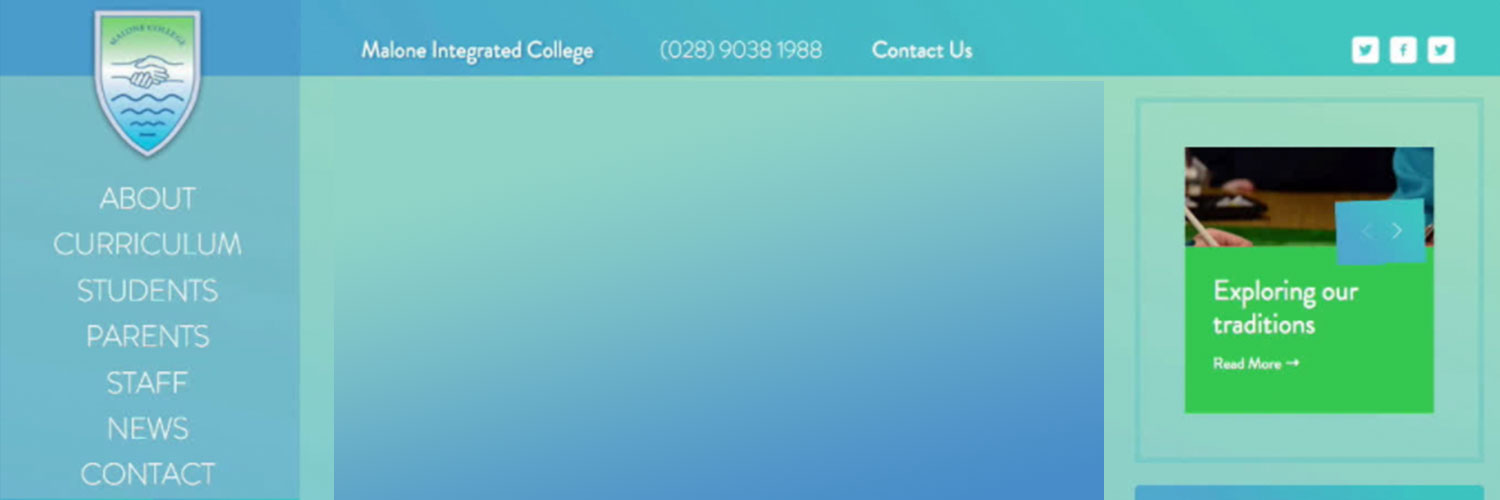 MALONE COLLEGE
Malone Integrated College
(028) 9038 1988
Contact Us
ABOUT
CURRICULUM
STUDENTS
PARENTS
STAFF
NEWS
CONTACT
Exploring our
traditions
Read More →